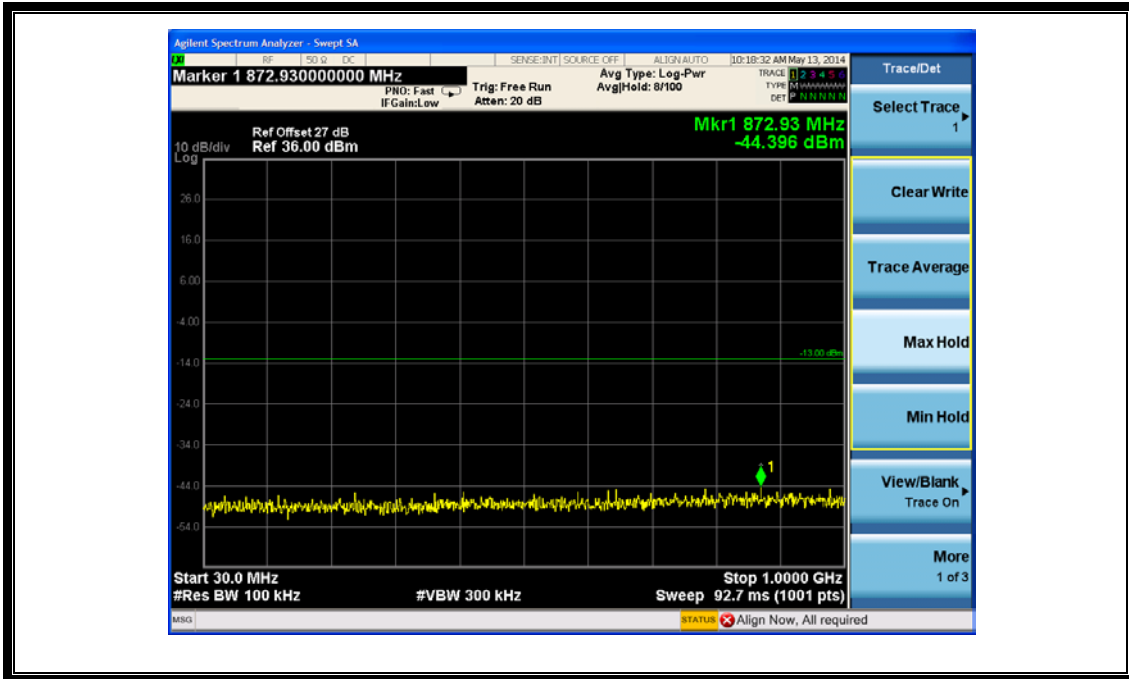 Agilent Spectrum Analyzer - Swept SA
RF 50 Ω DC SENSE:INT SOURCE OFF ALIGN AUTO 10:18:32 AM May 13, 2014
Marker 1 872.930000000 MHz
PNO: Fast
IFGain:Low
Trig: Free Run
Atten: 20 dB
Avg Type: Log-Pwr
Avg|Hold: 8/100
TRACE 1 2 3 4 5 6
TYPE M
DET P N N N N N
Ref Offset 27 dB
Ref 36.00 dBm
10 dB/div
Log
Mkr1 872.93 MHz
-44.396 dBm
26.0
16.0
6.00
-4.00
-13.00 dBm
-14.0
-24.0
-34.0
1
-44.0
-54.0
Start 30.0 MHz
Stop 1.0000 GHz
#Res BW 100 kHz
#VBW 300 kHz
Sweep 92.7 ms (1001 pts)
MSG
STATUS Align Now, All required
Trace/Det
Select Trace
1
Clear Write
Trace Average
Max Hold
Min Hold
View/Blank
Trace On
More
1 of 3